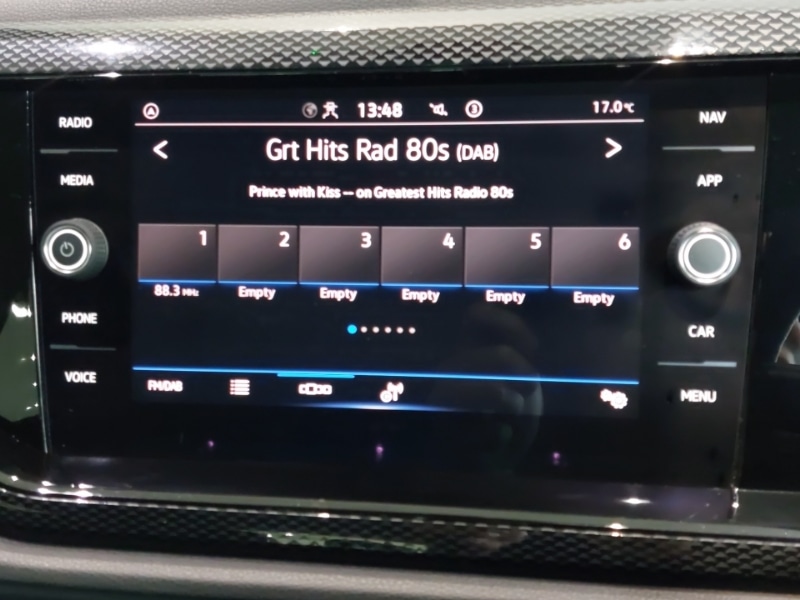 RADIO
MEDIA
PHONE
VOICE
13:48
3
17.0°C
< Grt Hits Rad 80s (DAB) >
Prince with Kiss – on Greatest Hits Radio 80s
1 2 3 4 5 6
88.3 MHz Empty Empty Empty Empty Empty
FM/DAB
NAV
APP
CAR
MENU